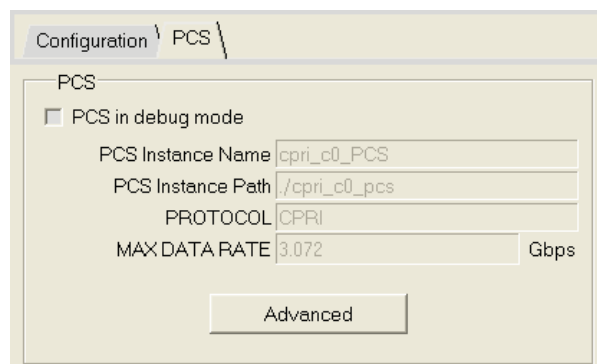 Configuration PCS
PCS
PCS in debug mode
PCS Instance Name cpri_c0_PCS
PCS Instance Path ./cpri_c0_pcs
PROTOCOL CPRI
MAX DATA RATE 3.072 Gbps
Advanced